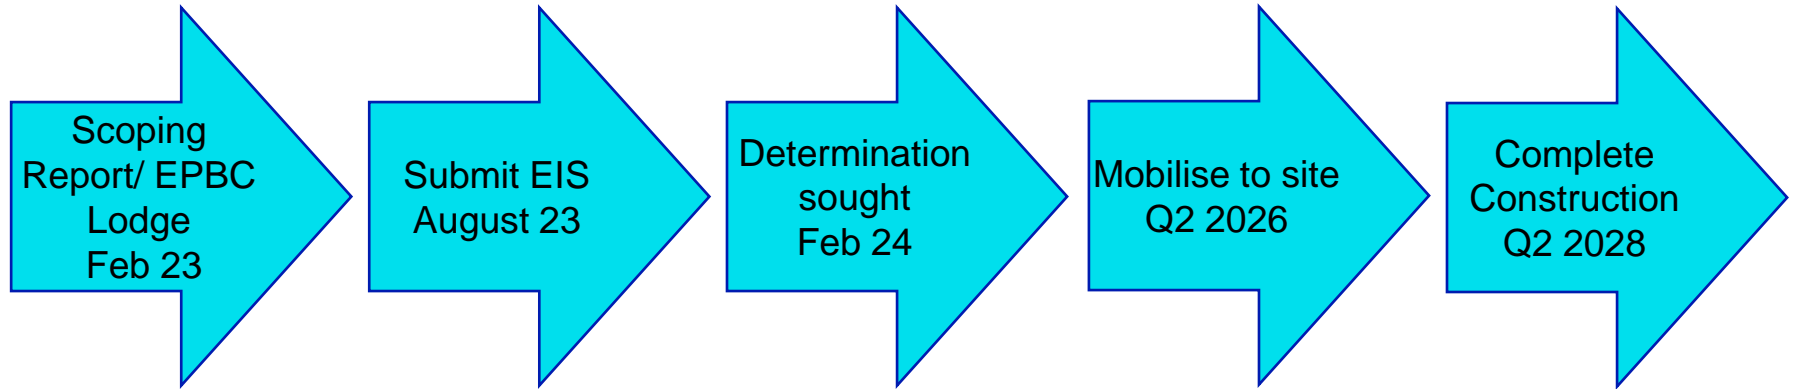 Scoping
Report/ EPBC
Lodge
Feb 23
Submit EIS
August 23
Determination
sought
Feb 24
Mobilise to site
Q2 2026
Complete
Construction
Q2 2028